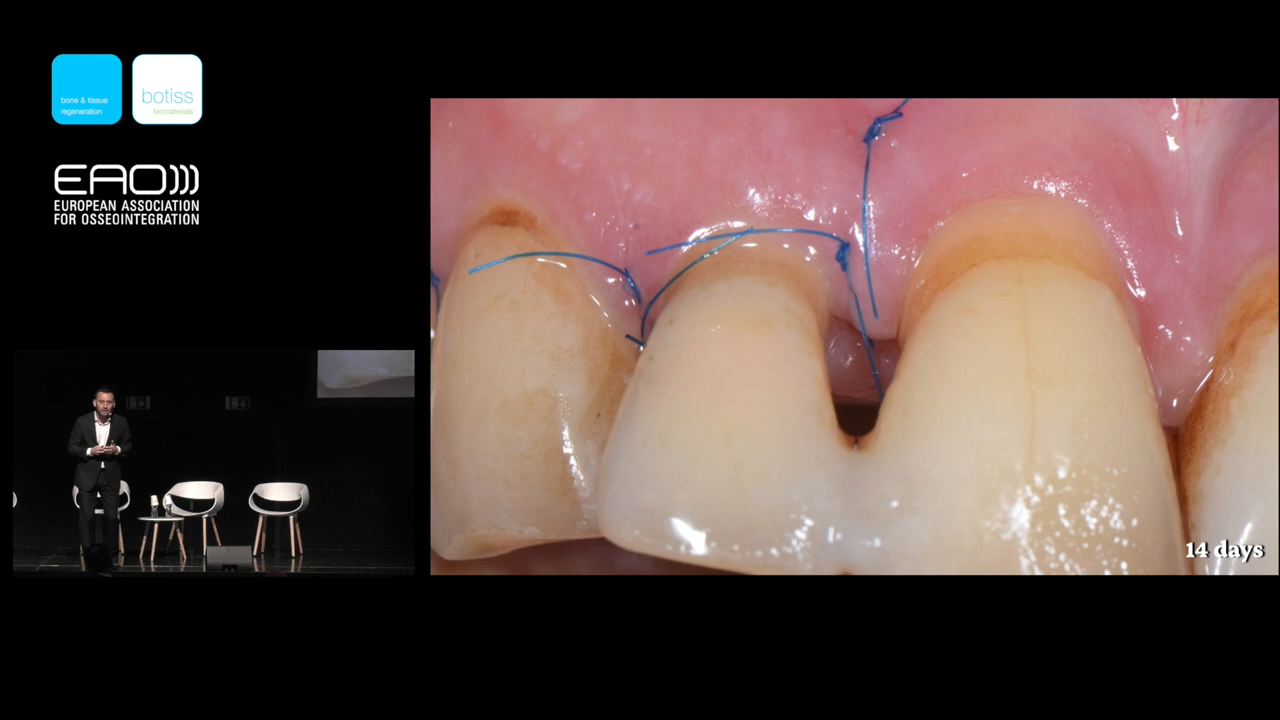 bone & tissue
regeneration
botiss
biomaterials
EAO)))
EUROPEAN ASSOCIATION
FOR OSSEOINTEGRATION
14 days